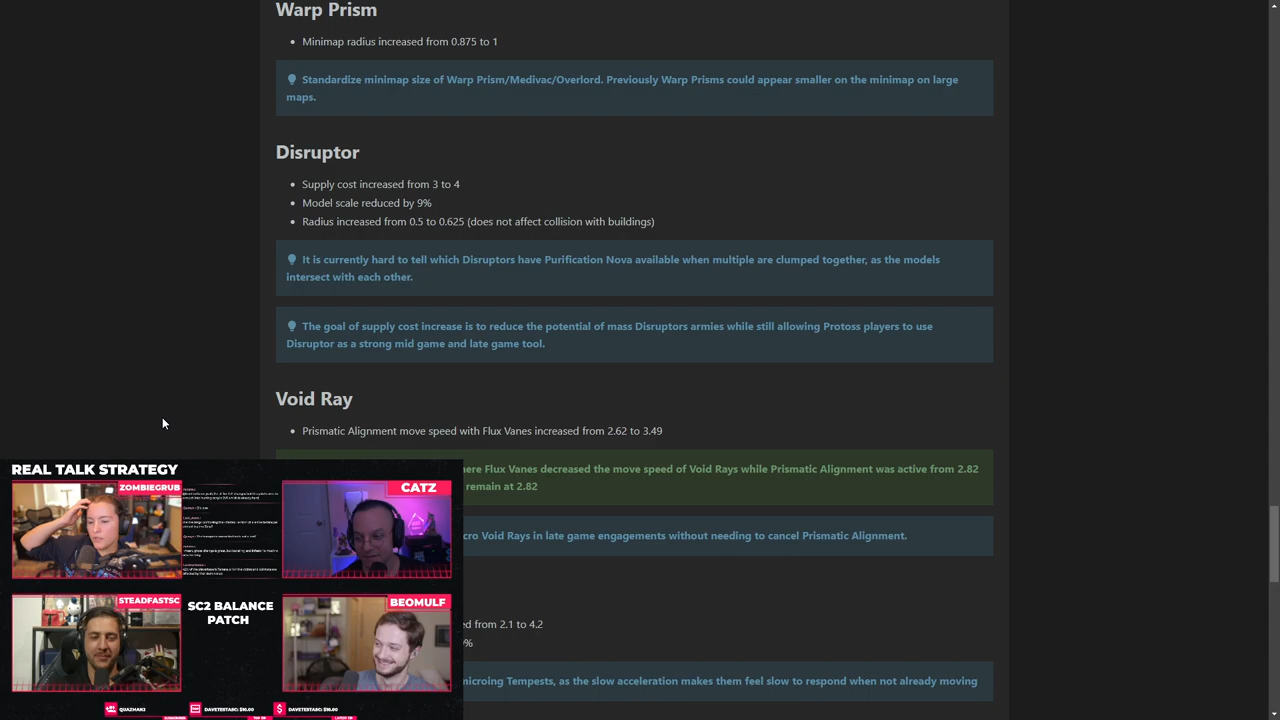 Warp Prism
• Minimap radius increased from 0.875 to 1
Standardize minimap size of Warp Prism/Medivac/Overlord. Previously Warp Prisms could appear smaller on the minimap on large
maps.
Disruptor
• Supply cost increased from 3 to 4
• Model scale reduced by 9%
• Radius increased from 0.5 to 0.625 (does not affect collision with buildings)
It is currently hard to tell which Disruptors have Purification Nova available when multiple are clumped together, as the models
intersect with each other.
The goal of supply cost increase is to reduce the potential of mass Disruptors armies while still allowing Protoss players to use
Disruptor as a strong mid game and late game tool.
Void Ray
• Prismatic Alignment move speed with Flux Vanes increased from 2.62 to 3.49
here Flux Vanes decreased the move speed of Void Rays while Prismatic Alignment was active from 2.82
remain at 2.82
cro Void Rays in late game engagements without needing to cancel Prismatic Alignment.
ed from 2.1 to 4.2
%
microing Tempests, as the slow acceleration makes them feel slow to respond when not already moving
REAL TALK STRATEGY
ZOMBIEGRUB
CATZ
STEADFASTSC
SC2 BALANCE
PATCH
BEOMULF